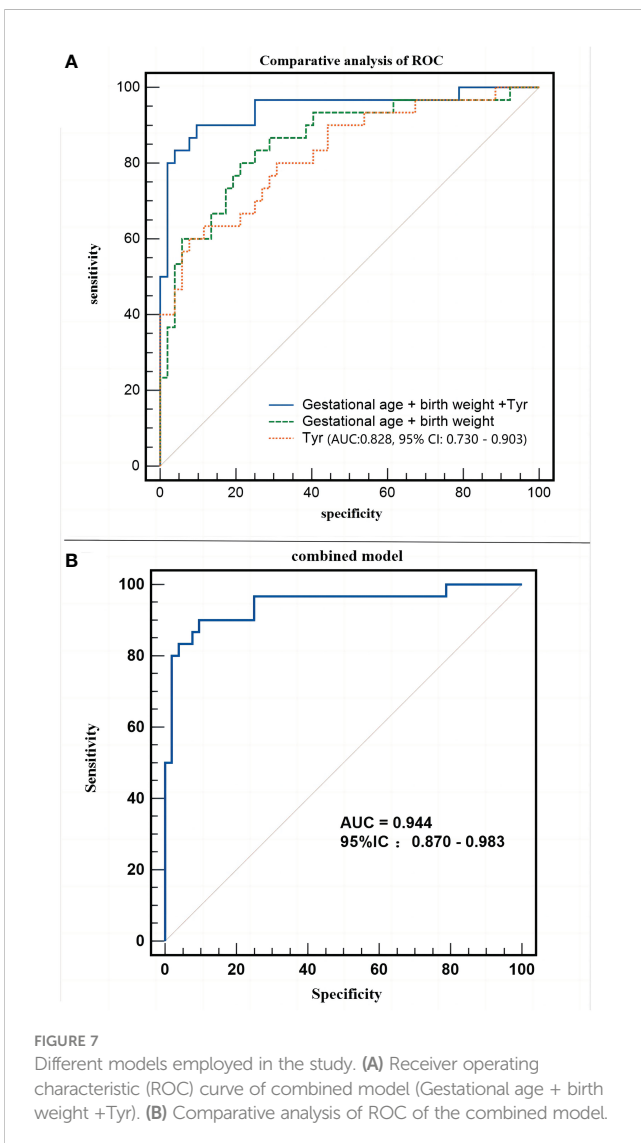 A
Comparative analysis of ROC
100
80
60
40
20
0
sensitivity
Gestational age + birth weight +Tyr
Gestational age + birth weight
Tyr (AUC:0.828, 95% CI: 0.730 - 0.903)
0 20 40 60 80 100
specificity
B
combined model
100
80
60
40
20
0
Sensitivity
AUC = 0.944
95%IC : 0.870 - 0.983
0 20 40 60 80 100
Specificity
FIGURE 7
Different models employed in the study. (A) Receiver operating
characteristic (ROC) curve of combined model (Gestational age + birth
weight +Tyr). (B) Comparative analysis of ROC of the combined model.